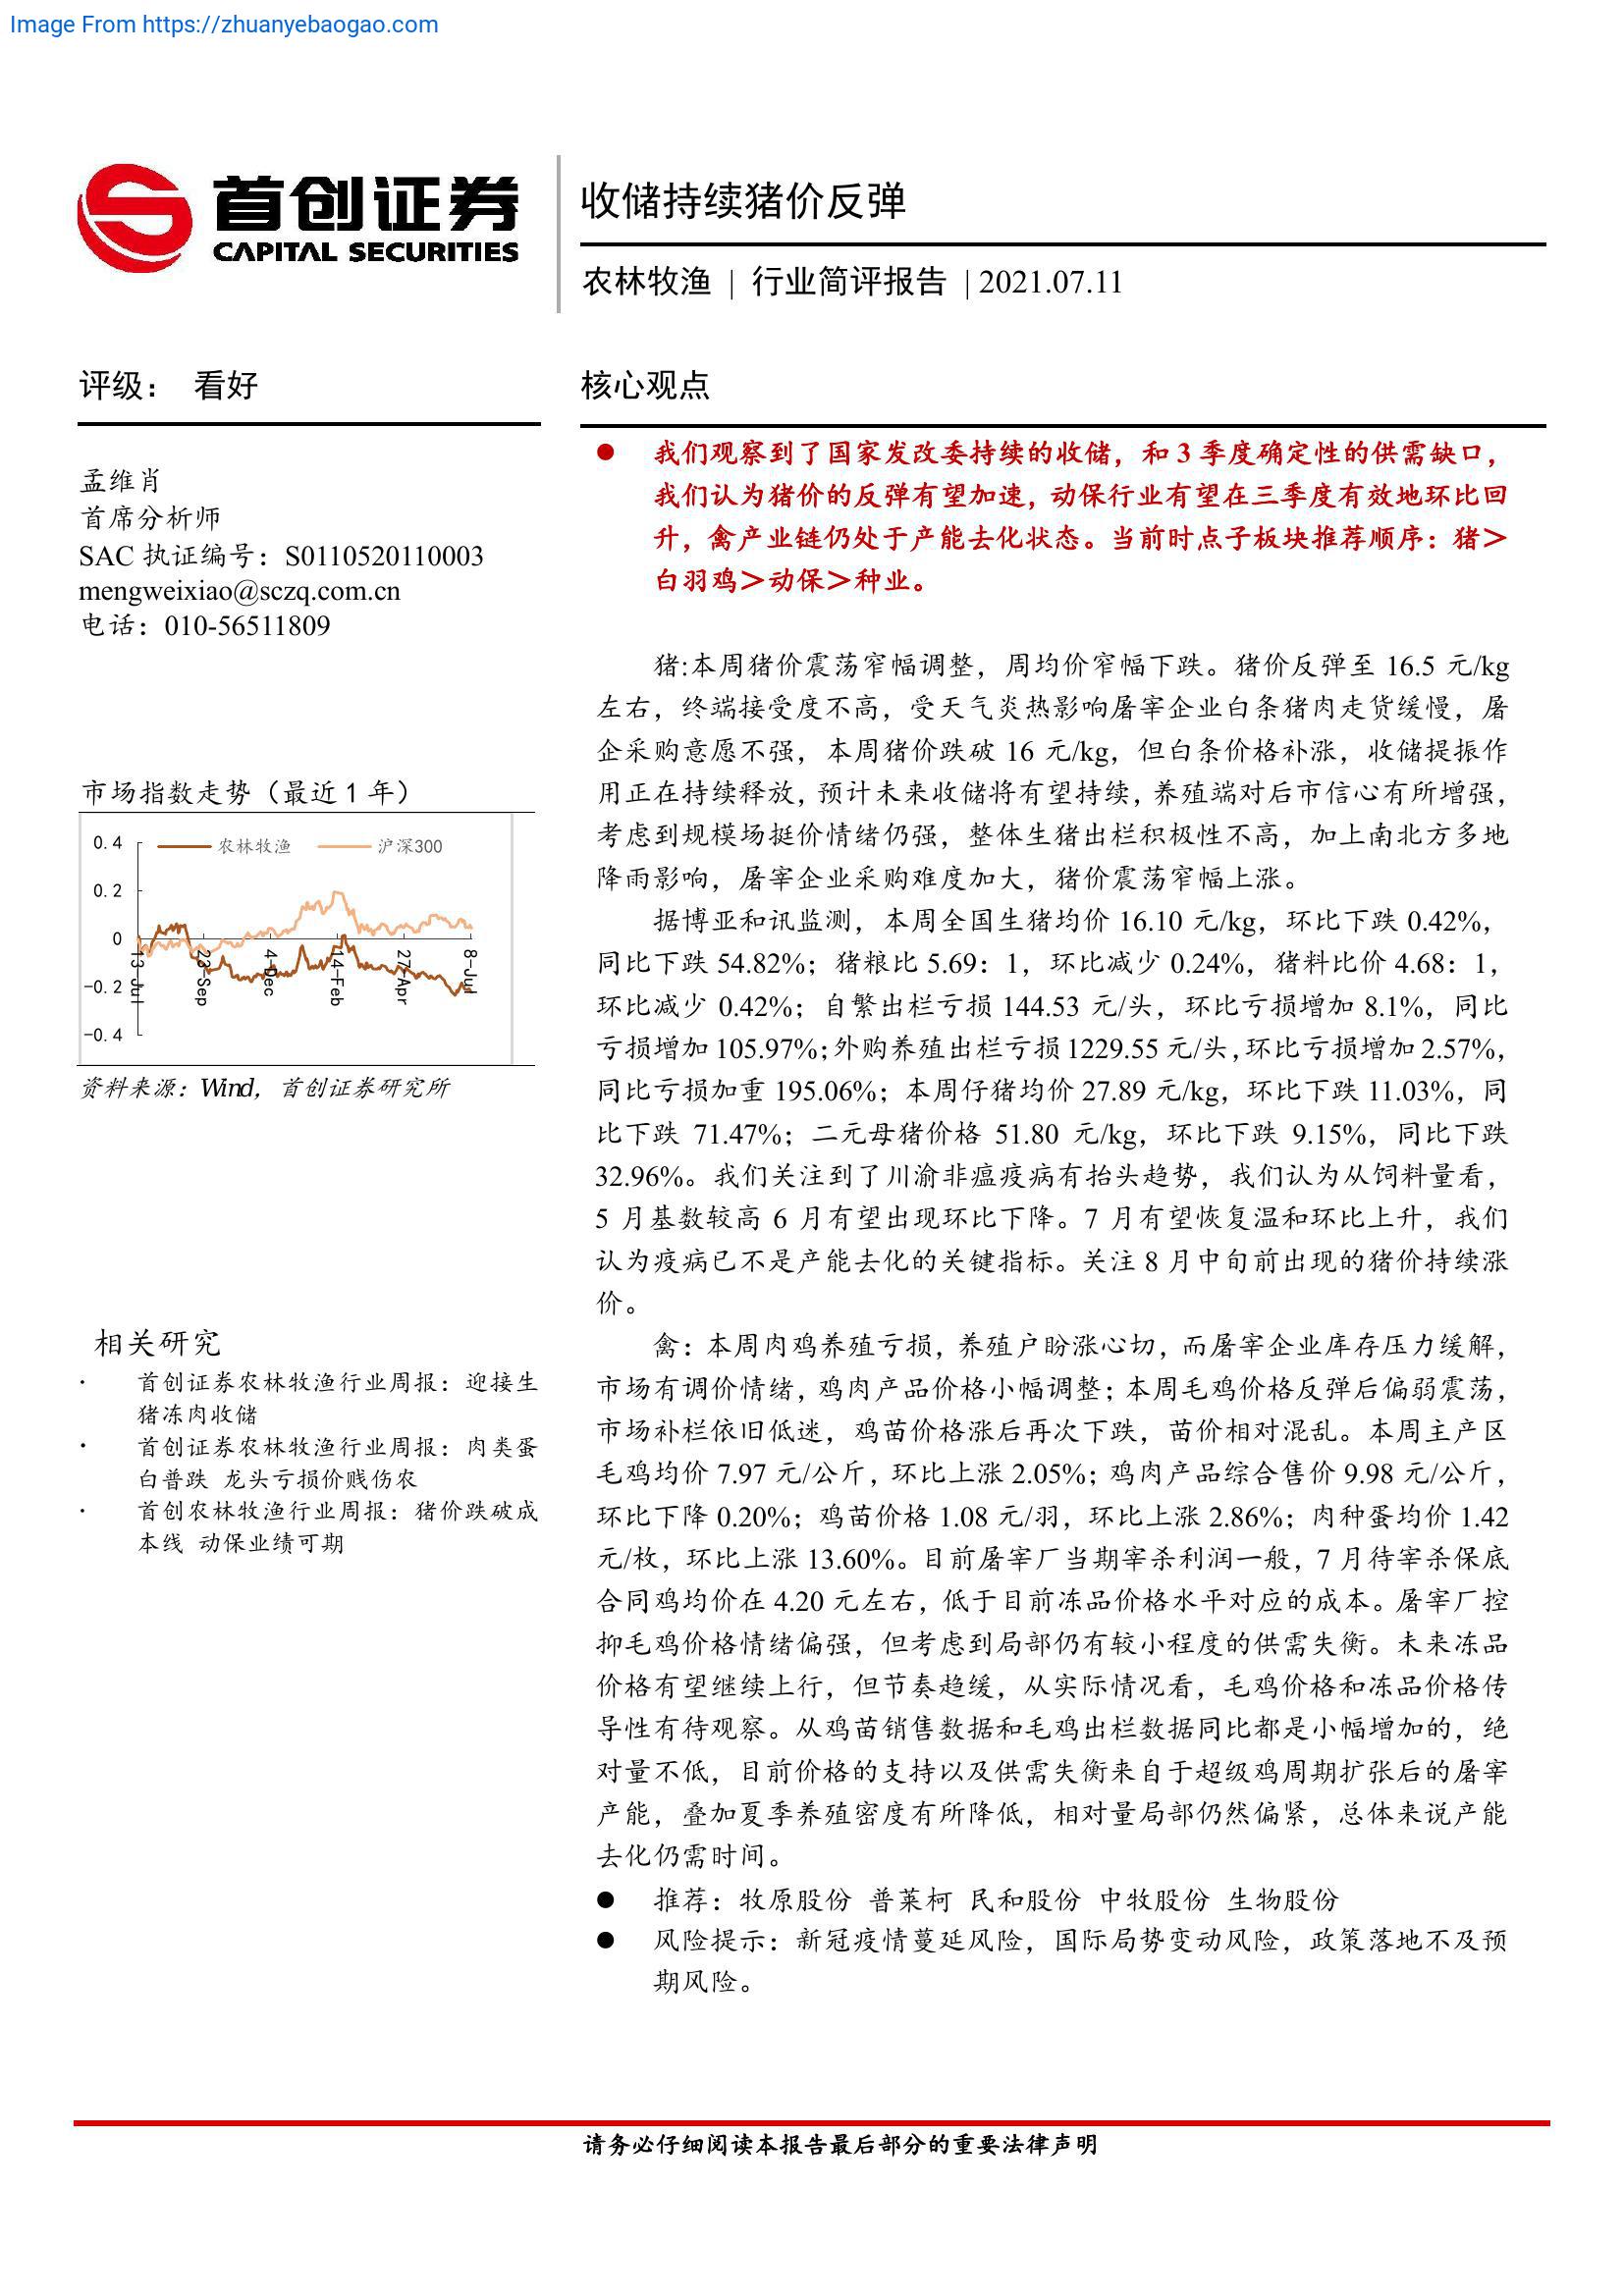 Image From https://zhuanyebaogao.com
首创证券
CAPITAL SECURITIES
收储持续猪价反弹
农林牧渔 | 行业简评报告 | 2021.07.11
评级： 看好
孟维肖
首席分析师
SAC 执证编号：S0110520110003
mengweixiao@sczq.com.cn
电话：010-56511809
市场指数走势（最近 1 年）
0.4
0.2
0
-0.2
-0.4
农林牧渔
沪深300
13-Jul
23-Sep
4-Dec
14-Feb
27-Apr
8-Jul
资料来源：Wind，首创证券研究所
相关研究
· 首创证券农林牧渔行业周报：迎接生
猪冻肉收储
· 首创证券农林牧渔行业周报：肉类蛋
白普跌 龙头亏损价贱伤农
· 首创农林牧渔行业周报：猪价跌破成
本线 动保业绩可期
核心观点
● 我们观察到了国家发改委持续的收储，和 3 季度确定性的供需缺口，
我们认为猪价的反弹有望加速，动保行业有望在三季度有效地环比回
升，禽产业链仍处于产能去化状态。当前时点子板块推荐顺序：猪＞
白羽鸡＞动保＞种业。
猪:本周猪价震荡窄幅调整，周均价窄幅下跌。猪价反弹至 16.5 元/kg
左右，终端接受度不高，受天气炎热影响屠宰企业白条猪肉走货缓慢，屠
企采购意愿不强，本周猪价跌破 16 元/kg，但白条价格补涨，收储提振作
用正在持续释放，预计未来收储将有望持续，养殖端对后市信心有所增强，
考虑到规模场挺价情绪仍强，整体生猪出栏积极性不高，加上南北方多地
降雨影响，屠宰企业采购难度加大，猪价震荡窄幅上涨。
据博亚和讯监测，本周全国生猪均价 16.10 元/kg，环比下跌 0.42%，
同比下跌 54.82%；猪粮比 5.69：1，环比减少 0.24%，猪料比价 4.68：1，
环比减少 0.42%；自繁出栏亏损 144.53 元/头，环比亏损增加 8.1%，同比
亏损增加 105.97%；外购养殖出栏亏损 1229.55 元/头，环比亏损增加 2.57%，
同比亏损加重 195.06%；本周仔猪均价 27.89 元/kg，环比下跌 11.03%，同
比下跌 71.47%；二元母猪价格 51.80 元/kg，环比下跌 9.15%，同比下跌
32.96%。我们关注到了川渝非瘟疫病有抬头趋势，我们认为从饲料量看，
5 月基数较高 6 月有望出现环比下降。7 月有望恢复温和环比上升，我们
认为疫病已不是产能去化的关键指标。关注 8 月中旬前出现的猪价持续涨
价。
禽：本周肉鸡养殖亏损，养殖户盼涨心切，而屠宰企业库存压力缓解，
市场有调价情绪，鸡肉产品价格小幅调整；本周毛鸡价格反弹后偏弱震荡，
市场补栏依旧低迷，鸡苗价格涨后再次下跌，苗价相对混乱。本周主产区
毛鸡均价 7.97 元/公斤，环比上涨 2.05%；鸡肉产品综合售价 9.98 元/公斤，
环比下降 0.20%；鸡苗价格 1.08 元/羽，环比上涨 2.86%；肉种蛋均价 1.42
元/枚，环比上涨 13.60%。目前屠宰厂当期宰杀利润一般，7 月待宰杀保底
合同鸡均价在 4.20 元左右，低于目前冻品价格水平对应的成本。屠宰厂控
抑毛鸡价格情绪偏强，但考虑到局部仍有较小程度的供需失衡。未来冻品
价格有望继续上行，但节奏趋缓，从实际情况看，毛鸡价格和冻品价格传
导性有待观察。从鸡苗销售数据和毛鸡出栏数据同比都是小幅增加的，绝
对量不低，目前价格的支持以及供需失衡来自于超级鸡周期扩张后的屠宰
产能，叠加夏季养殖密度有所降低，相对量局部仍然偏紧，总体来说产能
去化仍需时间。
● 推荐：牧原股份 普莱柯 民和股份 中牧股份 生物股份
● 风险提示：新冠疫情蔓延风险，国际局势变动风险，政策落地不及预
期风险。
请务必仔细阅读本报告最后部分的重要法律声明